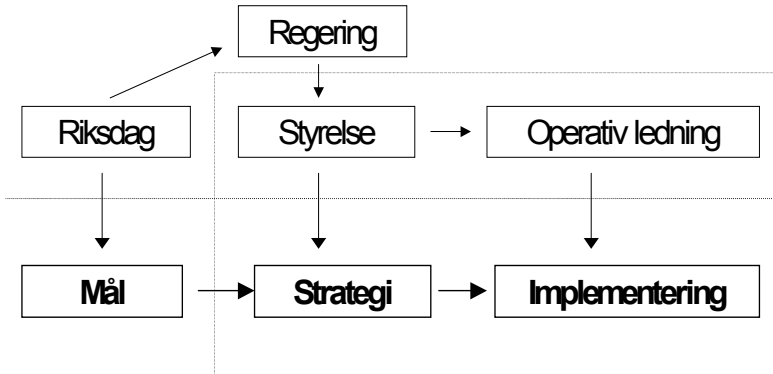 Regering
Riksdag
Styrelse
Operativ ledning
Mål
Strategi
Implementering